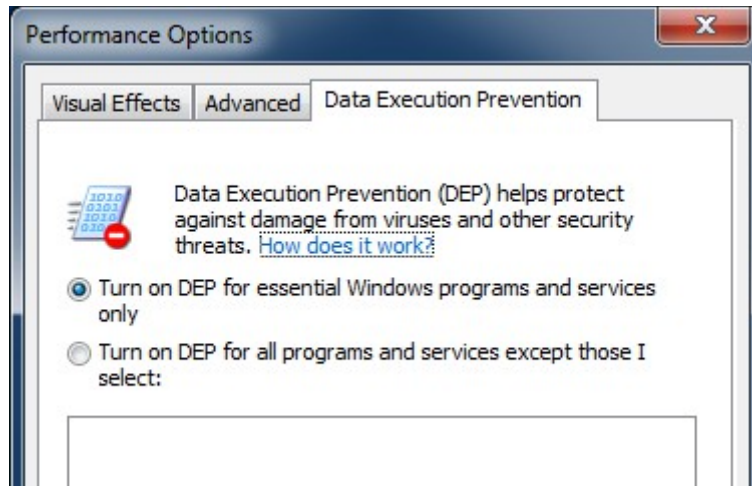 Performance Options
Visual Effects
Advanced
Data Execution Prevention
Data Execution Prevention (DEP) helps protect
against damage from viruses and other security
threats. How does it work?
Turn on DEP for essential Windows programs and services
only
Turn on DEP for all programs and services except those I
select: